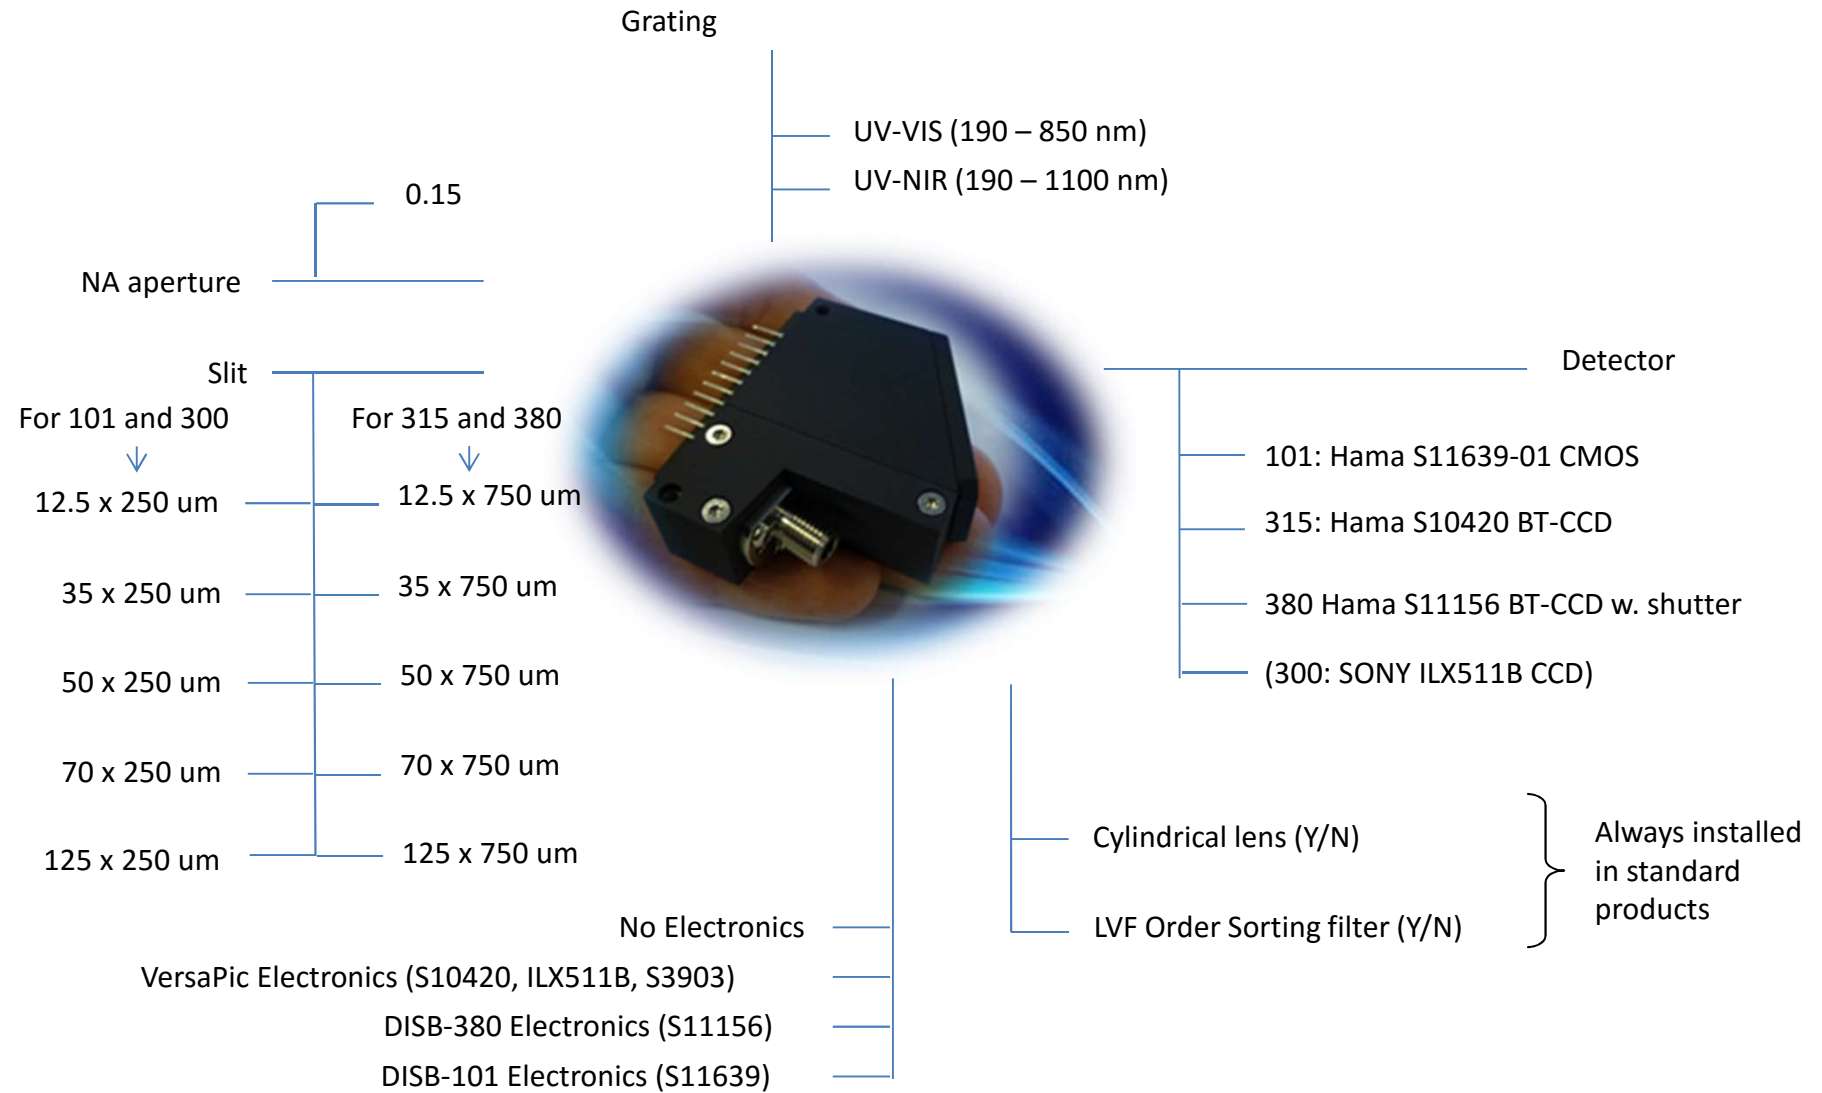 Grating
UV-VIS (190 – 850 nm)
UV-NIR (190 – 1100 nm)
0.15
NA aperture
Slit
For 101 and 300
For 315 and 380
12.5 x 250 um
12.5 x 750 um
35 x 250 um
35 x 750 um
50 x 250 um
50 x 750 um
70 x 250 um
70 x 750 um
125 x 250 um
125 x 750 um
Detector
101: Hama S11639-01 CMOS
315: Hama S10420 BT-CCD
380 Hama S11156 BT-CCD w. shutter
(300: SONY ILX511B CCD)
Cylindrical lens (Y/N)
LVF Order Sorting filter (Y/N)
Always installed
in standard
products
No Electronics
VersaPic Electronics (S10420, ILX511B, S3903)
DISB-380 Electronics (S11156)
DISB-101 Electronics (S11639)